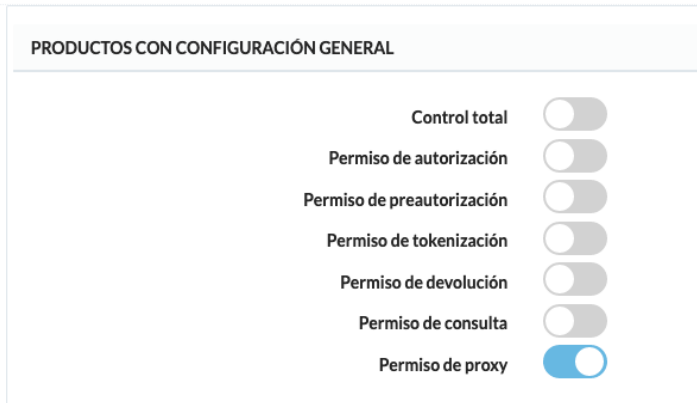 PRODUCTOS CON CONFIGURACIÓN GENERAL
Control total
Permiso de autorización
Permiso de preautorización
Permiso de tokenización
Permiso de devolución
Permiso de consulta
Permiso de proxy